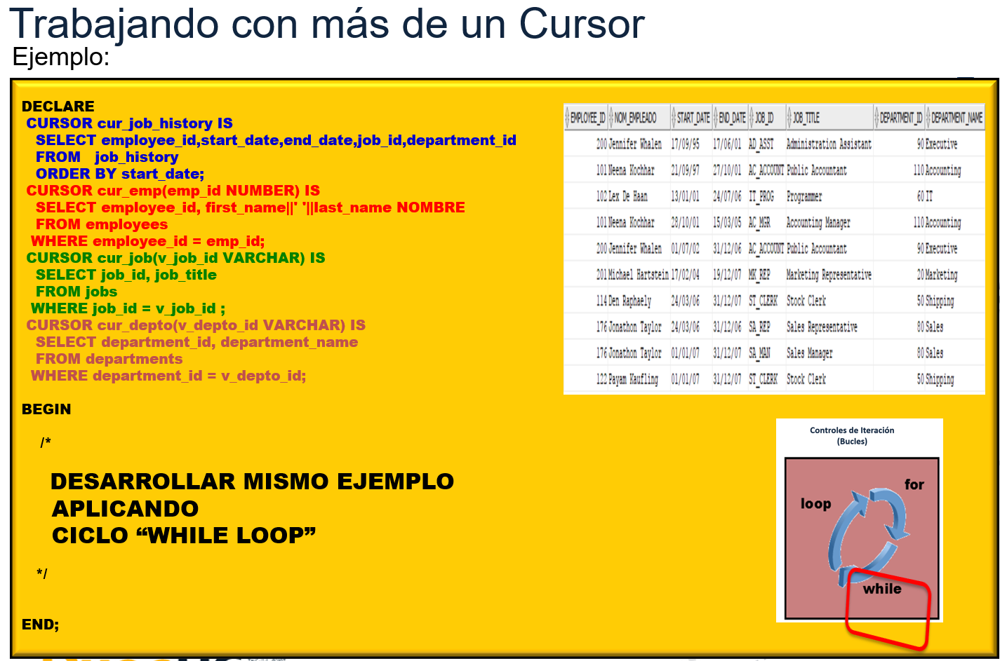 Trabajando con más de un Cursor
Ejemplo:
DECLARE
CURSOR cur_job_history IS
SELECT employee_id,start_date,end_date,job_id,department_id
FROM job_history
ORDER BY start_date;
CURSOR cur_emp(emp_id NUMBER) IS
SELECT employee_id, first_name||' '||last_name NOMBRE
FROM employees
WHERE employee_id = emp_id;
CURSOR cur_job(v_job_id VARCHAR) IS
SELECT job_id, job_title
FROM jobs
WHERE job_id = v_job_id ;
CURSOR cur_depto(v_depto_id VARCHAR) IS
SELECT department_id, department_name
FROM departments
WHERE department_id = v_depto_id;
BEGIN
/*
DESARROLLAR MISMO EJEMPLO
APLICANDO
CICLO “WHILE LOOP”
*/
END;
EMPLOYEE_ID NOM_EMPLEADO START_DATE END_DATE JOB_ID JOB_TITLE DEPARTMENT_ID DEPARTMENT_NAME
200 Jennifer Whalen 17/09/95 17/06/01 AD_ASST Administration Assistant 90 Executive
101 Neena Kochhar 21/09/97 27/10/01 AC_ACCOUNT Public Accountant 110 Accounting
102 Lex De Haan 13/01/01 24/07/06 IT_PROG Programmer 60 IT
101 Neena Kochhar 28/10/01 15/03/05 AC_MGR Accounting Manager 110 Accounting
200 Jennifer Whalen 01/07/02 31/12/06 AC_ACCOUNT Public Accountant 90 Executive
201 Michael Hartstein 17/02/04 19/12/07 MK_REP Marketing Representative 20 Marketing
114 Den Raphaely 24/03/06 31/12/07 ST_CLERK Stock Clerk 50 Shipping
176 Jonathon Taylor 24/03/06 31/12/06 SA_REP Sales Representative 80 Sales
176 Jonathon Taylor 01/01/07 31/12/07 SA_MAN Sales Manager 80 Sales
122 Payam Kaufling 01/01/07 31/12/07 ST_CLERK Stock Clerk 50 Shipping
Controles de Iteración
(Bucles)
for
loop
while